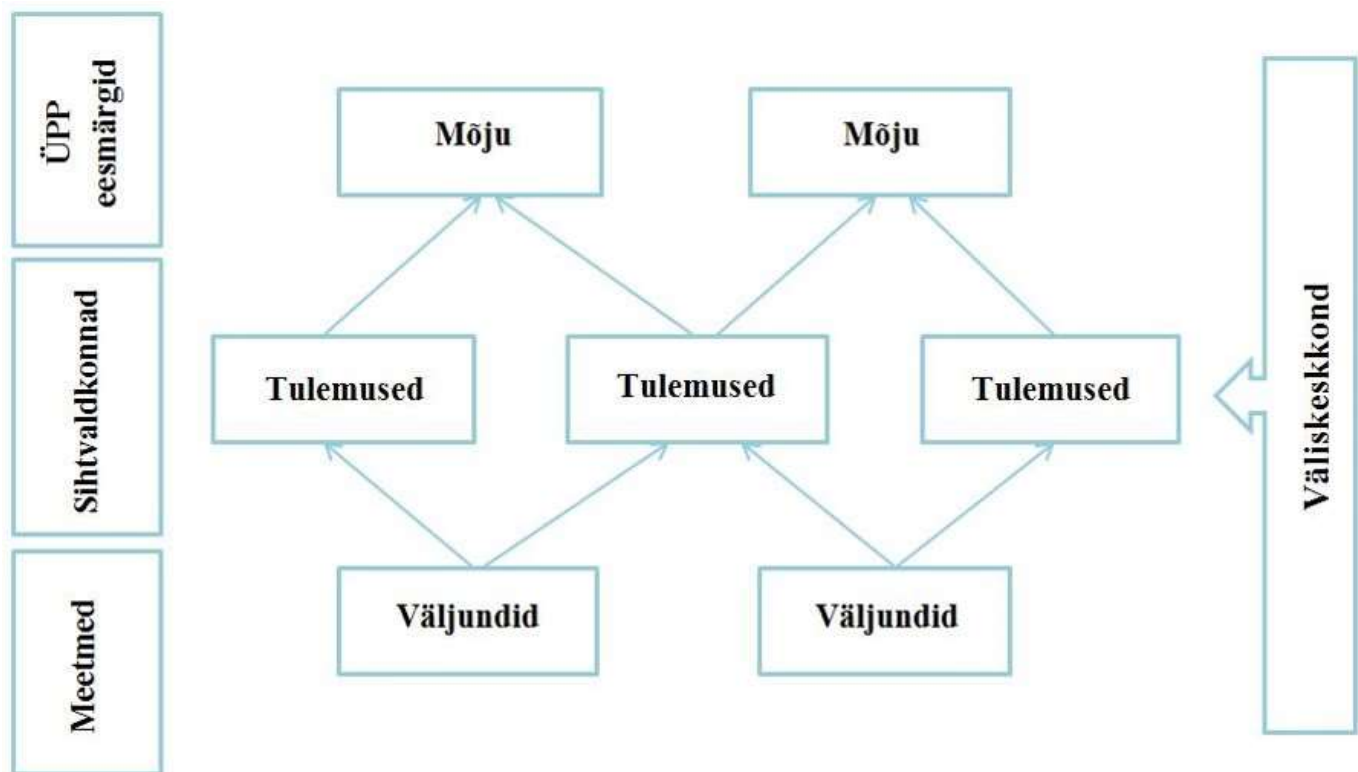 ÜPP
eesmärgid
Mõju
Mõju
Sihtvaldkonnad
Tulemused
Tulemused
Tulemused
Väliskeskkond
Meetmed
Väljundid
Väljundid